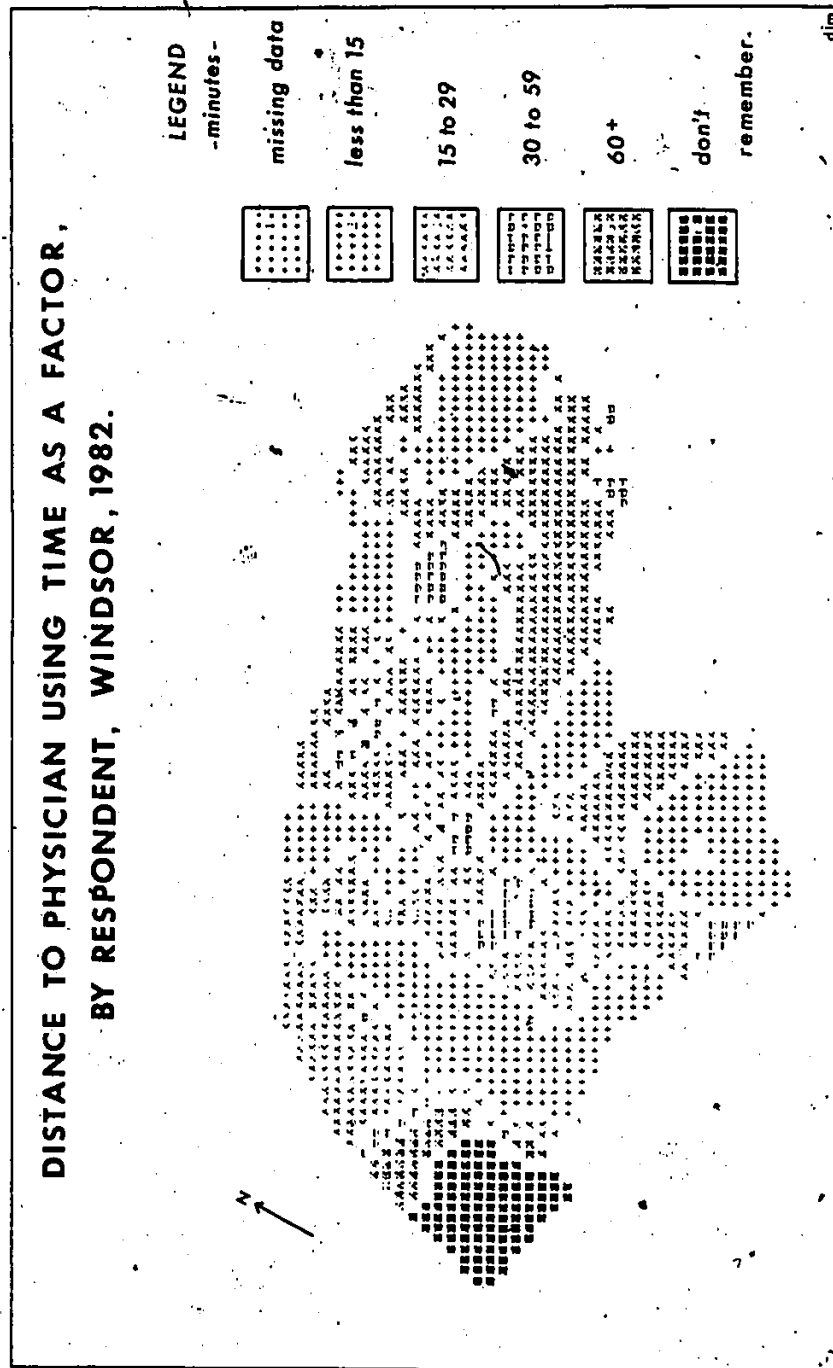 DISTANCE TO PHYSICIAN USING TIME AS A FACTOR,
BY RESPONDENT, WINDSOR, 1982.
N
LEGEND
-minutes-
missing data
less than 15
15 to 29
30 to 59
60+
don't
remember.
djm